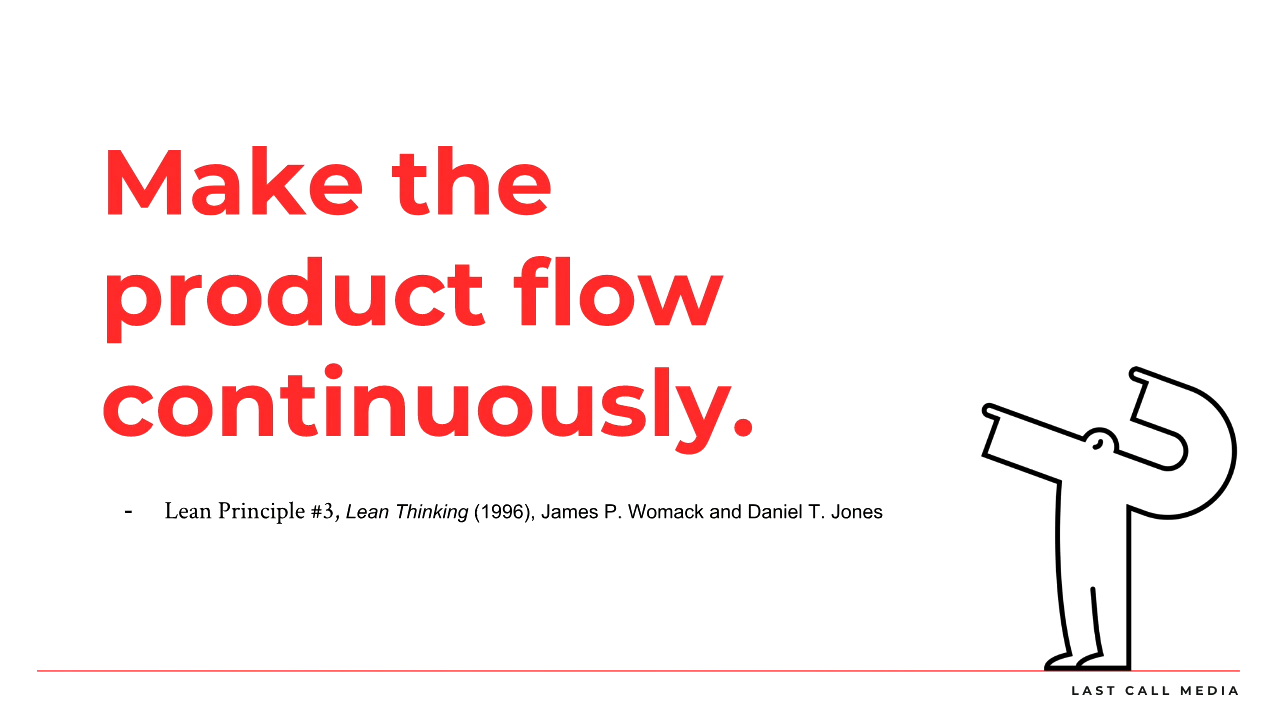 Make the
product flow
continuously.
- Lean Principle #3, Lean Thinking (1996), James P. Womack and Daniel T. Jones
LAST CALL MEDIA